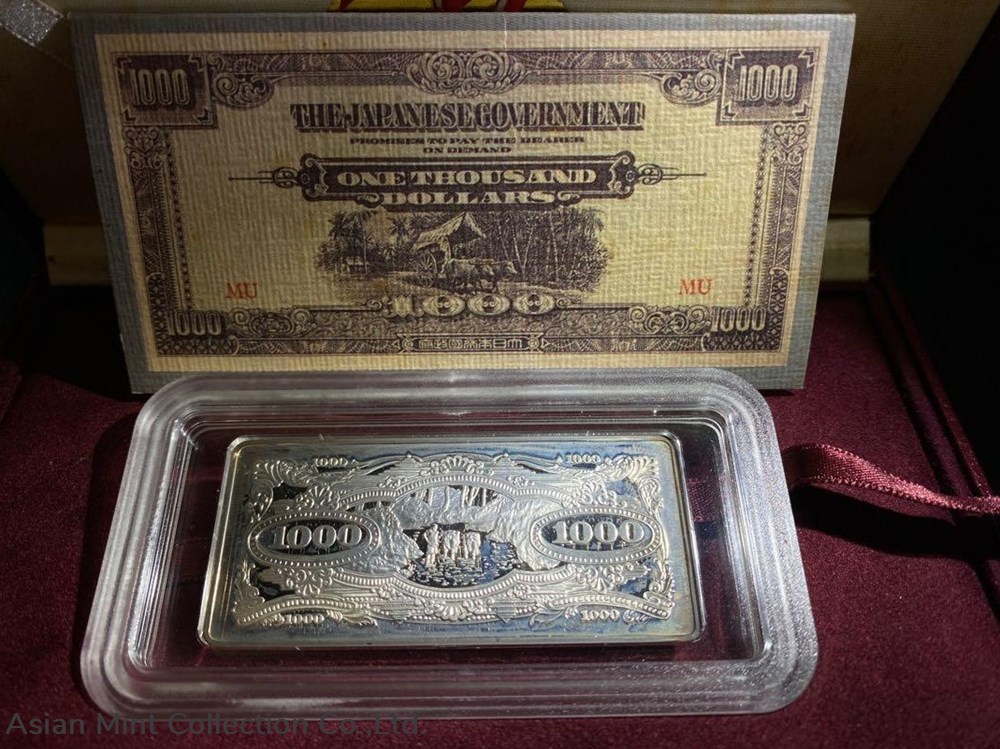 1000 1000
THE JAPANESE GOVERNMENT
PROMISES TO PAY THE BEARER
ON DEMAND
ONE THOUSAND
DOLLARS
MU MU
1000
1000 1000
1000 1000
1000 1000
1000 1000
Asian Mint Collection Co.,Ltd.